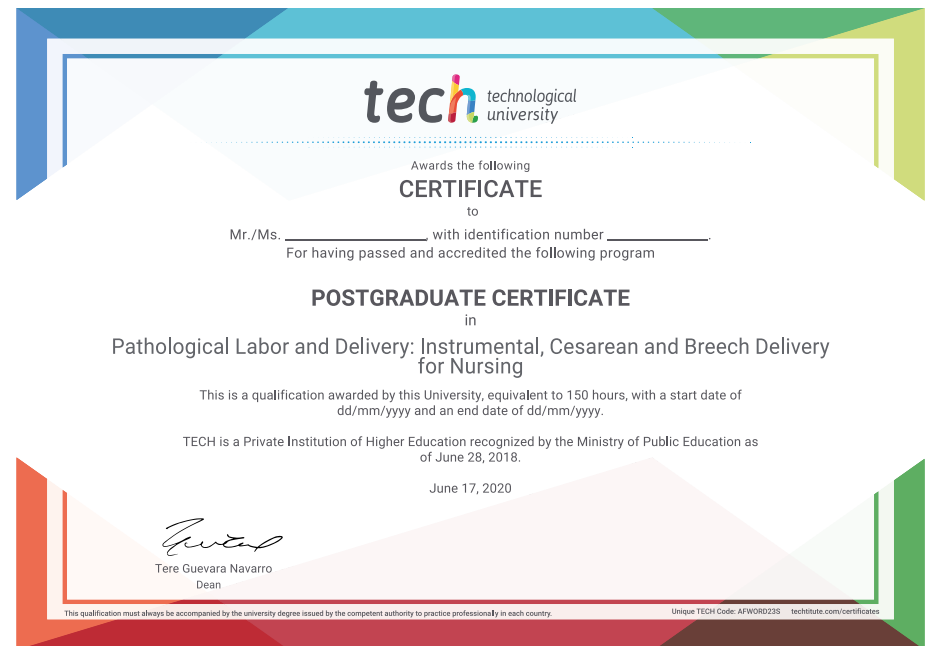 tech technological
university
Awards the following
CERTIFICATE
to
Mr./Ms. ____________, with identification number ____________.
For having passed and accredited the following program
POSTGRADUATE CERTIFICATE
in
Pathological Labor and Delivery: Instrumental, Cesarean and Breech Delivery
for Nursing
This is a qualification awarded by this University, equivalent to 150 hours, with a start date of
dd/mm/yyyy and an end date of dd/mm/yyyy.
TECH is a Private Institution of Higher Education recognized by the Ministry of Public Education as
of June 28, 2018.
June 17, 2020
Tere Guevara Navarro
Dean
This qualification must always be accompanied by the university degree issued by the competent authority to practice professionally in each country.
Unique TECH Code: AFWORD23S techtitute.com/certificates